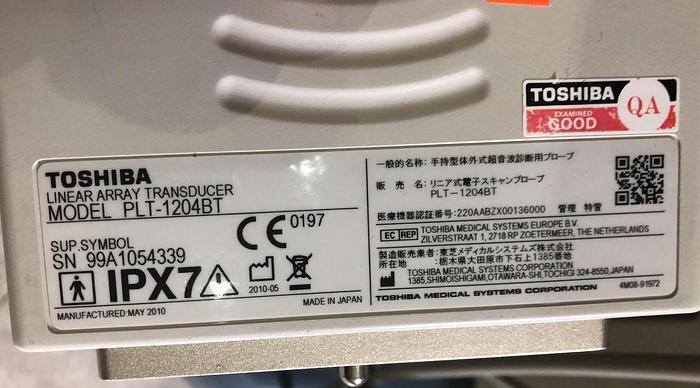 TOSHIBA
QA
EXAMINED
GOOD
TOSHIBA
LINEAR ARRAY TRANSDUCER
MODEL PLT-1204BT
CE 0197
SUP.SYMBOL
SN 99A1054339
IPX7
2010-05
MADE IN JAPAN
MANUFACTURED:MAY 2010
一般的名称: 手持型体外式超音波診断用プローブ
販 売 名: リニア式電子スキャンプローブ
PLT-1204BT
医療機器認証番号:220AABZX00136000 管理 特管
EC REP TOSHIBA MEDICAL SYSTEMS EUROPE B.V.
ZILVERSTRAAT 1, 2718 RP ZOETERMEER, THE NETHERLANDS
製造販売業者:東芝メディカルシステムズ株式会社
所在地 :栃木県大田原市下石上1385番地
TOSHIBA MEDICAL SYSTEMS CORPORATION
1385,SHIMOISHIGAMI,OTAWARA-SHI,TOCHIGI 324-8550,JAPAN
TOSHIBA MEDICAL SYSTEMS CORPORATION 4M08-91972